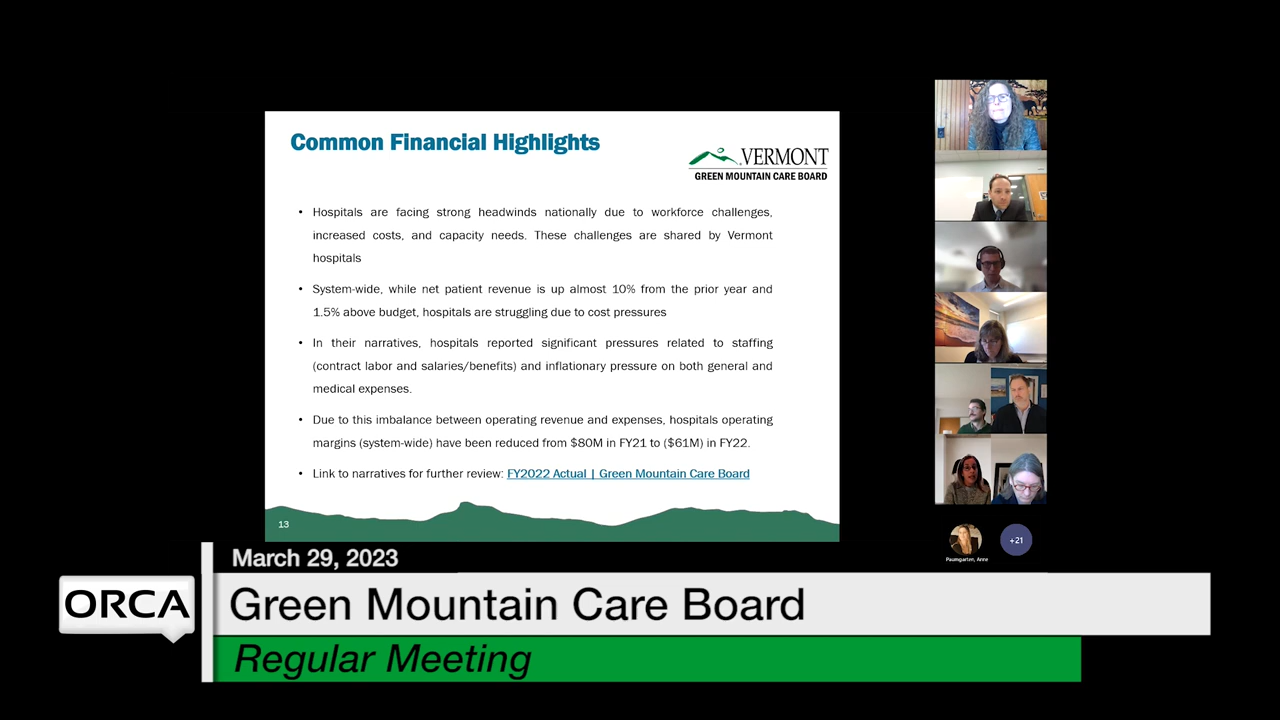 Common Financial Highlights
VERMONT
GREEN MOUNTAIN CARE BOARD
• Hospitals are facing strong headwinds nationally due to workforce challenges,
increased costs, and capacity needs. These challenges are shared by Vermont
hospitals
• System-wide, while net patient revenue is up almost 10% from the prior year and
1.5% above budget, hospitals are struggling due to cost pressures
• In their narratives, hospitals reported significant pressures related to staffing
(contract labor and salaries/benefits) and inflationary pressure on both general and
medical expenses.
• Due to this imbalance between operating revenue and expenses, hospitals operating
margins (system-wide) have been reduced from $80M in FY21 to ($61M) in FY22.
• Link to narratives for further review: FY2022 Actual | Green Mountain Care Board
13
+21
Paumgarten, Anne
March 29, 2023
ORCA
Green Mountain Care Board
Regular Meeting